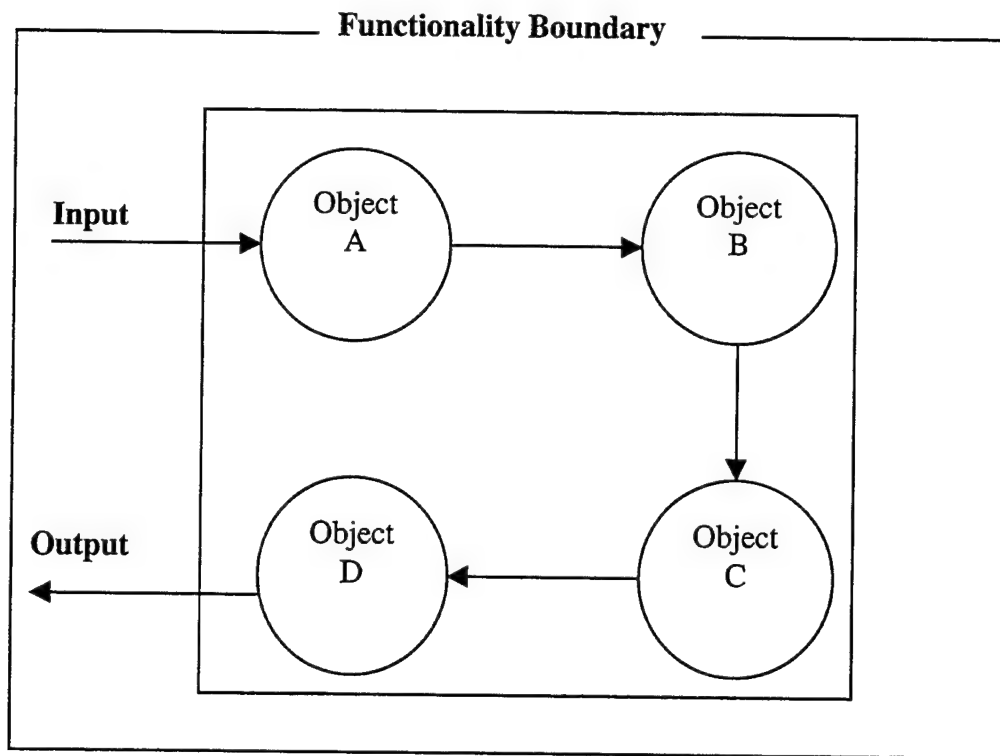 Functionality Boundary
Input
Object
A
Object
B
Output
Object
D
Object
C